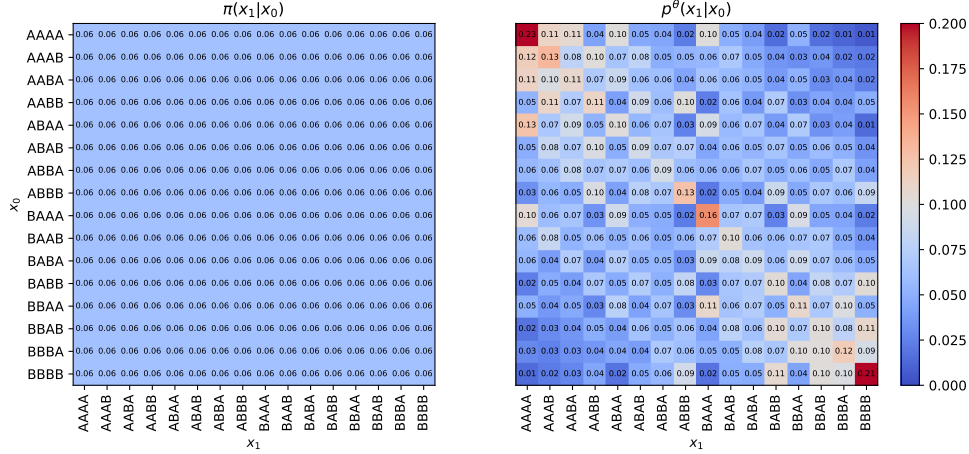 π(x₁|x₀)
pᶿ(x₁|x₀)
AAAA 0.06 0.06 0.06 0.06 0.06 0.06 0.06 0.06 0.06 0.06 0.06 0.06 0.06 0.06 0.06 0.06 0.23 0.11 0.11 0.04 0.10 0.05 0.04 0.02 0.10 0.05 0.04 0.02 0.05 0.02 0.01 0.01
AAAB 0.06 0.06 0.06 0.06 0.06 0.06 0.06 0.06 0.06 0.06 0.06 0.06 0.06 0.06 0.06 0.06 0.12 0.13 0.08 0.10 0.05 0.06 0.04 0.05 0.06 0.07 0.05 0.04 0.03 0.04 0.02 0.02
AABA 0.06 0.06 0.06 0.06 0.06 0.06 0.06 0.06 0.06 0.06 0.06 0.06 0.06 0.06 0.06 0.06 0.11 0.10 0.11 0.07 0.09 0.06 0.06 0.04 0.06 0.05 0.06 0.04 0.05 0.03 0.04 0.02
AABB 0.06 0.06 0.06 0.06 0.06 0.06 0.06 0.06 0.06 0.06 0.06 0.06 0.06 0.06 0.06 0.06 0.05 0.11 0.07 0.11 0.04 0.09 0.06 0.10 0.02 0.06 0.04 0.07 0.03 0.04 0.04 0.05
ABAA 0.06 0.06 0.06 0.06 0.06 0.06 0.06 0.06 0.06 0.06 0.06 0.06 0.06 0.06 0.06 0.06 0.13 0.07 0.09 0.05 0.10 0.07 0.07 0.03 0.09 0.04 0.07 0.04 0.07 0.03 0.04 0.01
ABAB 0.06 0.06 0.06 0.06 0.06 0.06 0.06 0.06 0.06 0.06 0.06 0.06 0.06 0.06 0.06 0.06 0.05 0.08 0.07 0.10 0.05 0.09 0.07 0.07 0.04 0.06 0.05 0.07 0.05 0.07 0.04 0.04
ABBA 0.06 0.06 0.06 0.06 0.06 0.06 0.06 0.06 0.06 0.06 0.06 0.06 0.06 0.06 0.06 0.06 0.06 0.06 0.08 0.07 0.07 0.06 0.09 0.06 0.05 0.05 0.06 0.05 0.06 0.05 0.07 0.04
ABBB 0.06 0.06 0.06 0.06 0.06 0.06 0.06 0.06 0.06 0.06 0.06 0.06 0.06 0.06 0.06 0.06 0.03 0.06 0.05 0.10 0.04 0.08 0.07 0.13 0.02 0.05 0.04 0.09 0.05 0.07 0.06 0.09
BAAA 0.06 0.06 0.06 0.06 0.06 0.06 0.06 0.06 0.06 0.06 0.06 0.06 0.06 0.06 0.06 0.06 0.10 0.06 0.07 0.03 0.09 0.05 0.05 0.02 0.16 0.07 0.07 0.03 0.09 0.05 0.04 0.02
BAAB 0.06 0.06 0.06 0.06 0.06 0.06 0.06 0.06 0.06 0.06 0.06 0.06 0.06 0.06 0.06 0.06 0.06 0.08 0.05 0.06 0.05 0.06 0.05 0.06 0.07 0.10 0.06 0.06 0.07 0.07 0.05 0.04
BABA 0.06 0.06 0.06 0.06 0.06 0.06 0.06 0.06 0.06 0.06 0.06 0.06 0.06 0.06 0.06 0.06 0.06 0.04 0.07 0.04 0.07 0.05 0.07 0.04 0.09 0.09 0.08 0.06 0.09 0.07 0.06 0.05
BABB 0.06 0.06 0.06 0.06 0.06 0.06 0.06 0.06 0.06 0.06 0.06 0.06 0.06 0.06 0.06 0.06 0.02 0.05 0.04 0.07 0.03 0.07 0.05 0.08 0.03 0.07 0.07 0.10 0.04 0.08 0.07 0.10
BBAA 0.06 0.06 0.06 0.06 0.06 0.06 0.06 0.06 0.06 0.06 0.06 0.06 0.06 0.06 0.06 0.06 0.05 0.04 0.05 0.03 0.08 0.04 0.07 0.03 0.11 0.06 0.07 0.05 0.11 0.07 0.10 0.05
BBAB 0.06 0.06 0.06 0.06 0.06 0.06 0.06 0.06 0.06 0.06 0.06 0.06 0.06 0.06 0.06 0.06 0.02 0.03 0.04 0.05 0.04 0.06 0.05 0.06 0.04 0.08 0.06 0.10 0.07 0.10 0.08 0.11
BBBA 0.06 0.06 0.06 0.06 0.06 0.06 0.06 0.06 0.06 0.06 0.06 0.06 0.06 0.06 0.06 0.06 0.03 0.03 0.03 0.04 0.05 0.04 0.07 0.06 0.05 0.05 0.08 0.07 0.10 0.10 0.12 0.09
BBBB 0.06 0.06 0.06 0.06 0.06 0.06 0.06 0.06 0.06 0.06 0.06 0.06 0.06 0.06 0.06 0.06 0.01 0.02 0.03 0.05 0.02 0.05 0.06 0.09 0.02 0.05 0.05 0.11 0.04 0.10 0.10 0.21
x₀
AAAA AAAB AABA AABB ABAA ABAB ABBA ABBB BAAA BAAB BABA BABB BBAA BBAB BBBA BBBB
x₁
AAAA AAAB AABA AABB ABAA ABAB ABBA ABBB BAAA BAAB BABA BABB BBAA BBAB BBBA BBBB
x₁
0.200
0.175
0.150
0.125
0.100
0.075
0.050
0.025
0.000